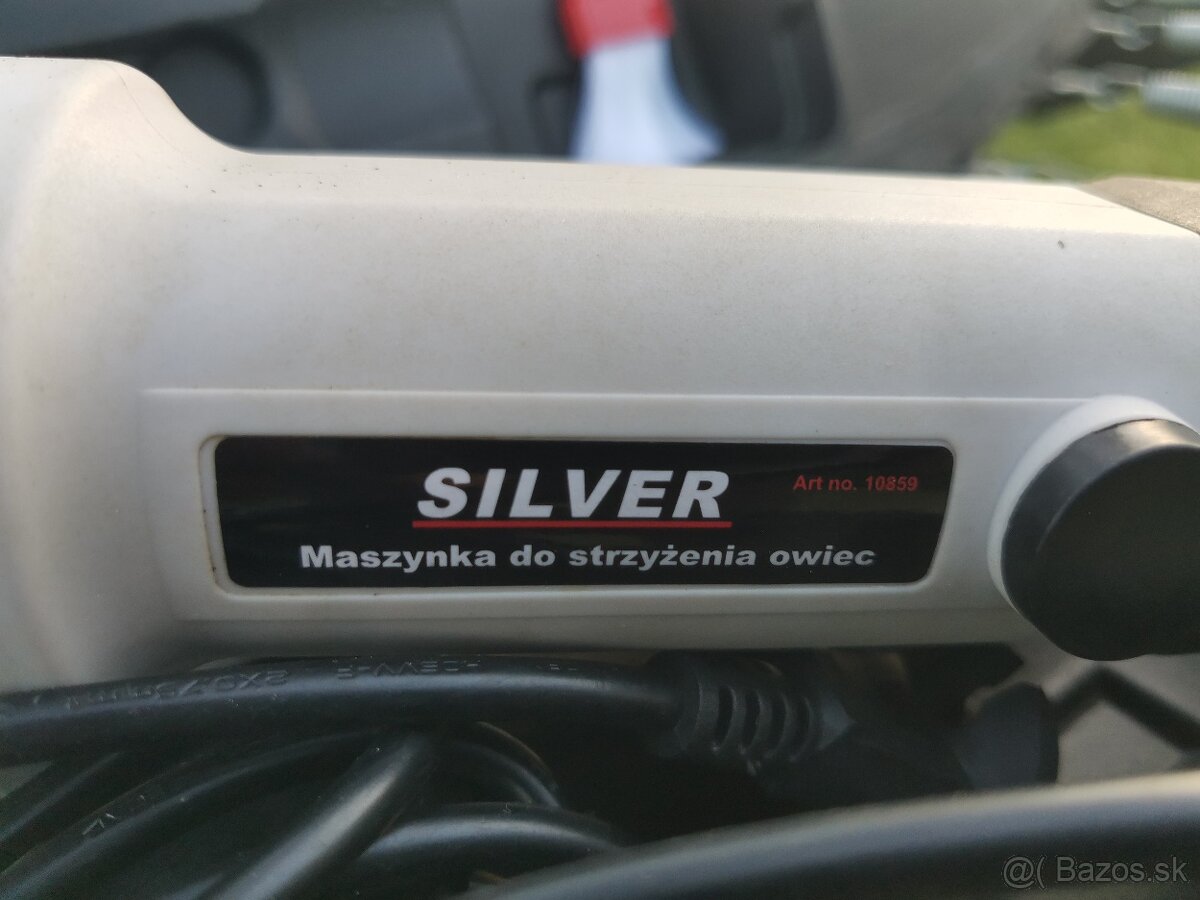 SILVER
Art no. 10859
Maszynka do strzyżenia owiec
@( Bazos.sk